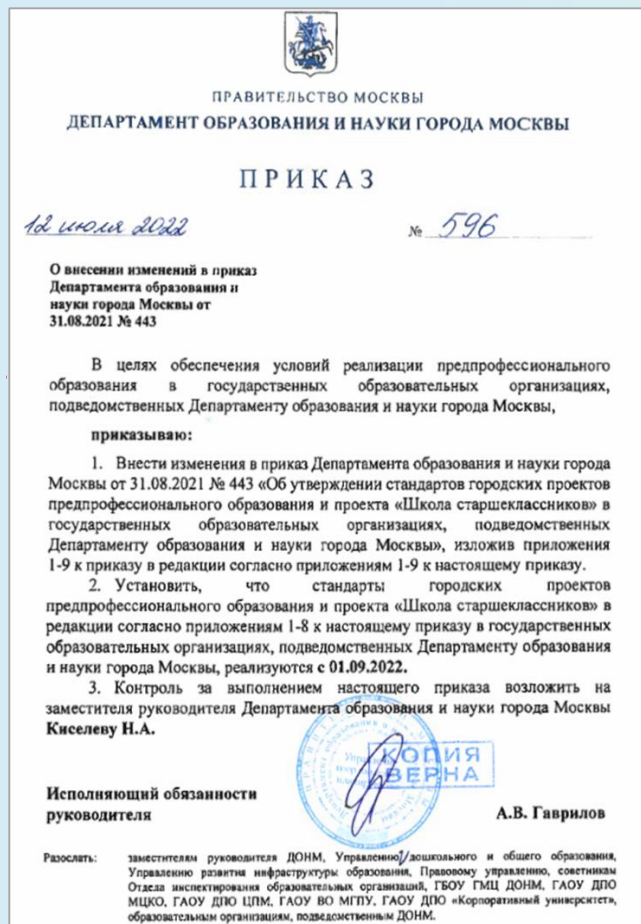 ПРАВИТЕЛЬСТВО МОСКВЫ
ДЕПАРТАМЕНТ ОБРАЗОВАНИЯ И НАУКИ ГОРОДА МОСКВЫ
ПРИКАЗ
12 июля 2022 № 596
О внесении изменений в приказ
Департамента образования и
науки города Москвы от
31.08.2021 № 443
В целях обеспечения условий реализации предпрофессионального
образования в государственных образовательных организациях,
подведомственных Департаменту образования и науки города Москвы,
приказываю:
1. Внести изменения в приказ Департамента образования и науки города
Москвы от 31.08.2021 № 443 «Об утверждении стандартов городских проектов
предпрофессионального образования и проекта «Школа старшеклассников» в
государственных образовательных организациях, подведомственных
Департаменту образования и науки города Москвы», изложив приложения
1-9 к приказу в редакции согласно приложениям 1-9 к настоящему приказу.
2. Установить, что стандарты городских проектов
предпрофессионального образования и проекта «Школа старшеклассников» в
редакции согласно приложениям 1-8 к настоящему приказу в государственных
образовательных организациях, подведомственных Департаменту образования
и науки города Москвы, реализуются с 01.09.2022.
3. Контроль за выполнением настоящего приказа возложить на
заместителя руководителя Департамента образования и науки города Москвы
Киселеву Н.А.
КОПИЯ
ВЕРНА
Исполняющий обязанности
руководителя А.В. Гаврилов
Разослать: заместителям руководителя ДОНМ, Управлению дошкольного и общего образования,
Управлению развития инфраструктуры образования, Правовому управлению, советникам
Отдела инспектирования образовательных организаций, ГБОУ ГМЦ ДОНМ, ГАОУ ДПО
МЦКО, ГАОУ ДПО ЦПМ, ГАОУ ВО МГПУ, ГАОУ ДПО «Корпоративный университет»,
образовательным организациям, подведомственным ДОНМ.